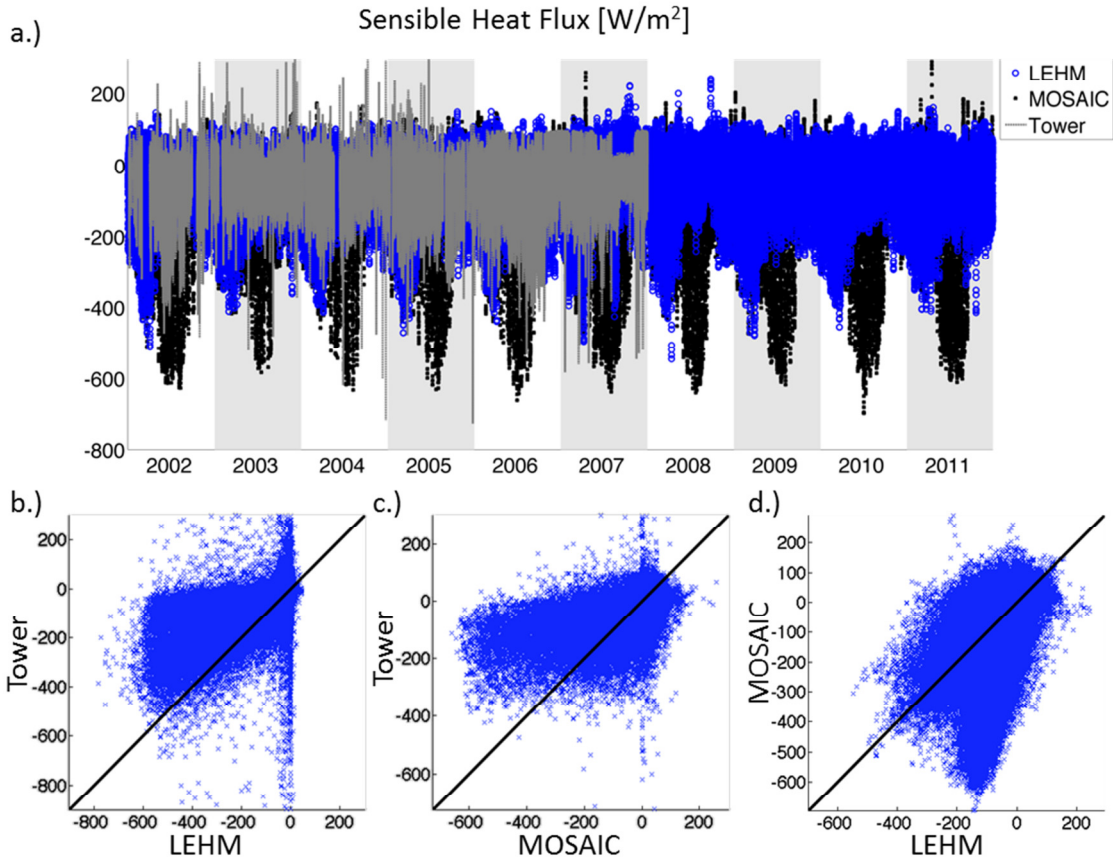 Sensible Heat Flux [W/m²]
a.)
LEHM
MOSAIC
Tower
200
0
-200
-400
-600
-800
2002 2003 2004 2005 2006 2007 2008 2009 2010 2011
b.)
200
0
-200
-400
-600
-800
Tower
-800 -600 -400 -200 0 200
LEHM
c.)
200
0
-200
-400
-600
Tower
-600 -400 -200 0 200
MOSAIC
d.)
200
100
0
-100
-200
-300
-400
-500
-600
MOSAIC
-600 -400 -200 0 200
LEHM